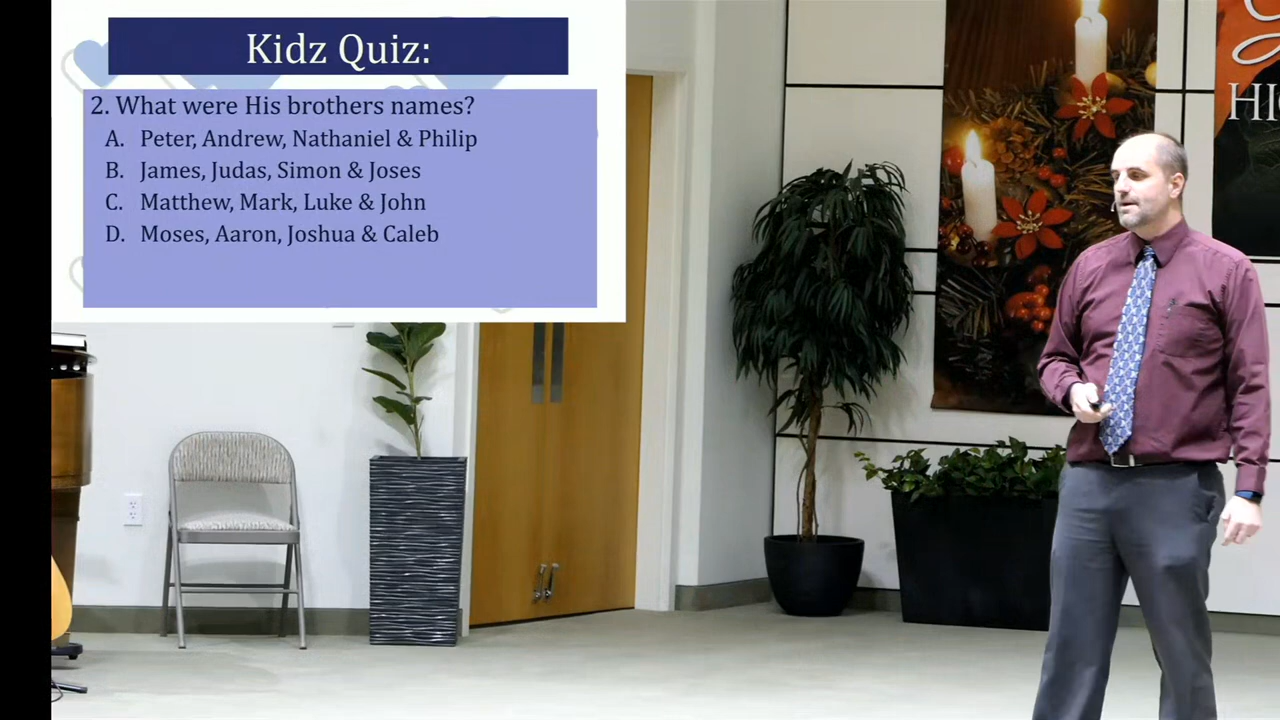 Kidz Quiz:
2. What were His brothers names?
A. Peter, Andrew, Nathaniel & Philip
B. James, Judas, Simon & Joses
C. Matthew, Mark, Luke & John
D. Moses, Aaron, Joshua & Caleb